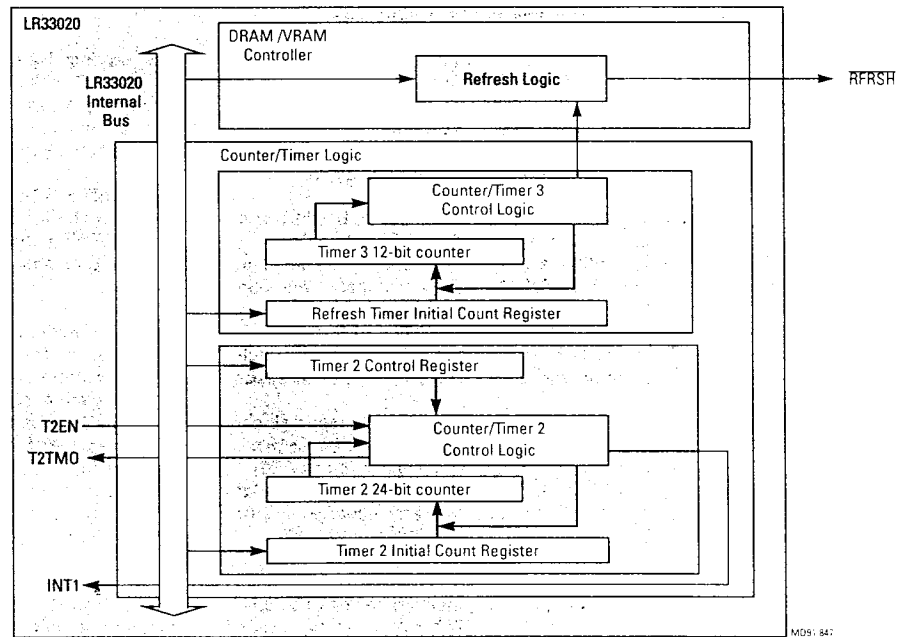 LR33020
DRAM /VRAM
Controller
LR33020
Internal
Bus
Refresh Logic
RFRSH
Counter/Timer Logic
Counter/Timer 3
Control Logic
Timer 3 12-bit counter
Refresh Timer Initial Count Register
Timer 2 Control Register
T2EN
Counter/Timer 2
Control Logic
T2TMO
Timer 2 24-bit counter
Timer 2 Initial Count Register
INT1
MD91.847